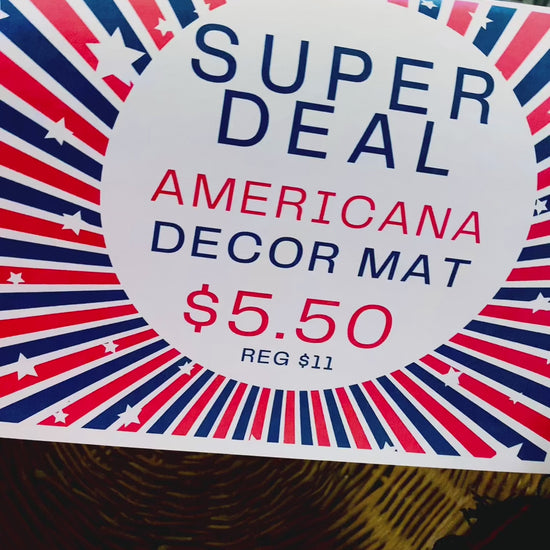 SUPER
DEAL
AMERICANA
DECOR MAT
$5.50
REG $11